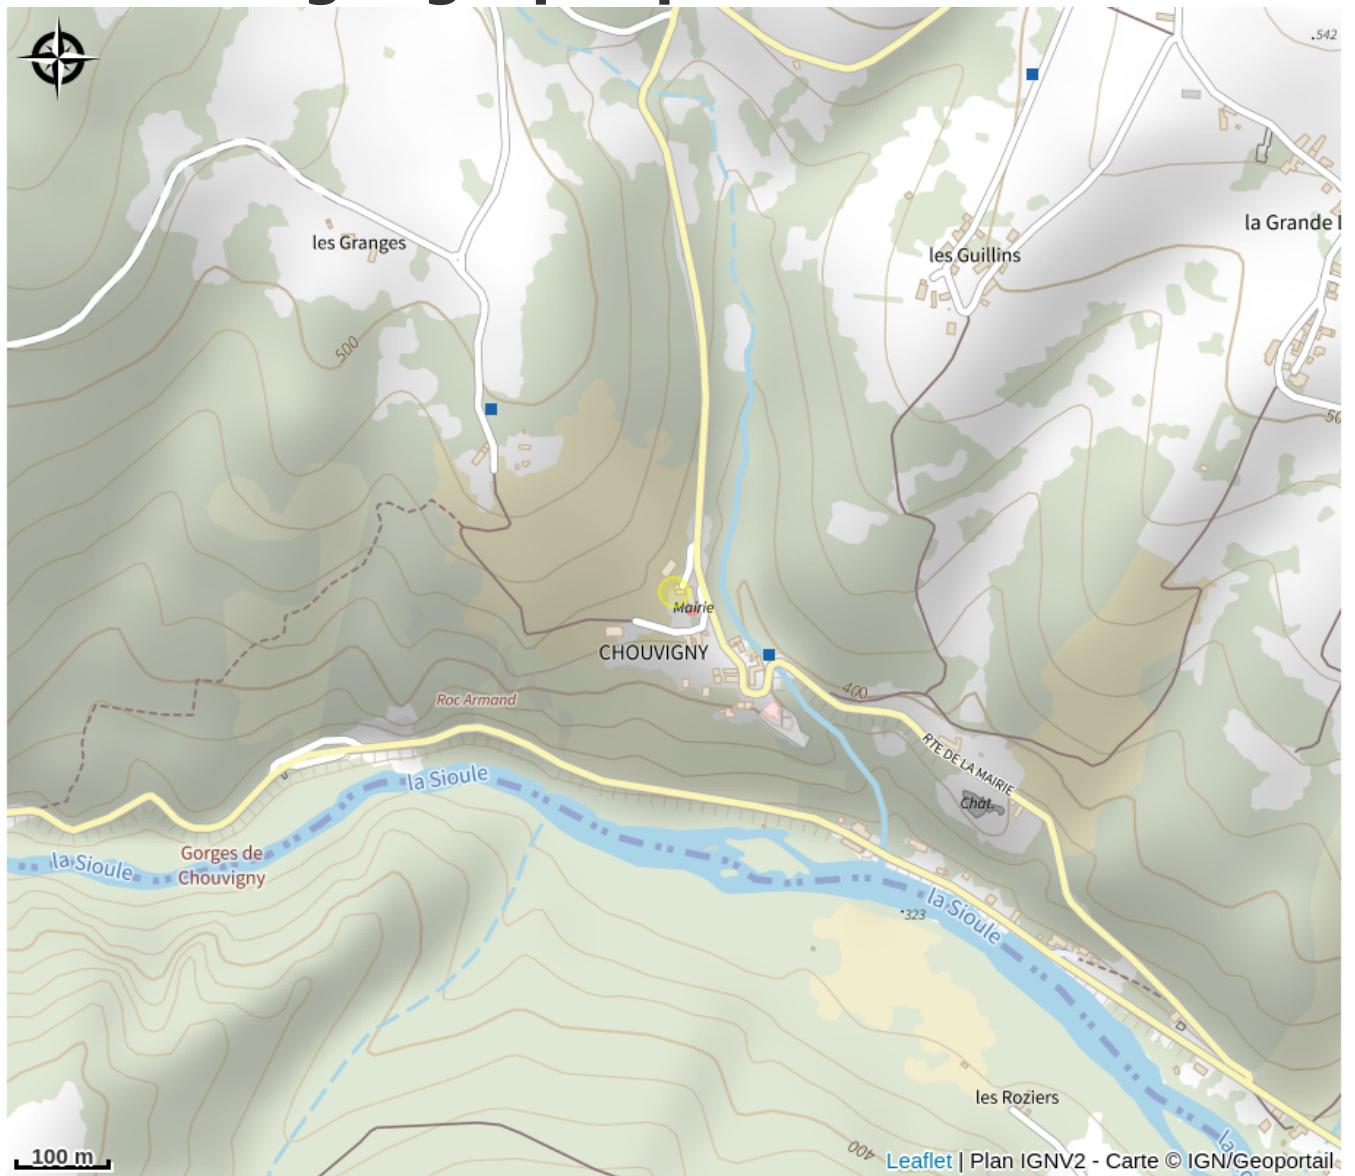 542
les Granges
la Grande
les Guillins
500
50
Mairie
CHOUVIGNY
400
Roc Armand
RTE DE LA MAIRIE
la Sioule
Chât.
Gorges de
Chouvigny
la Sioule
la Sioule
323
les Roziers
la
400
100 m
Leaflet | Plan IGNV2 - Carte © IGN/Geoportail